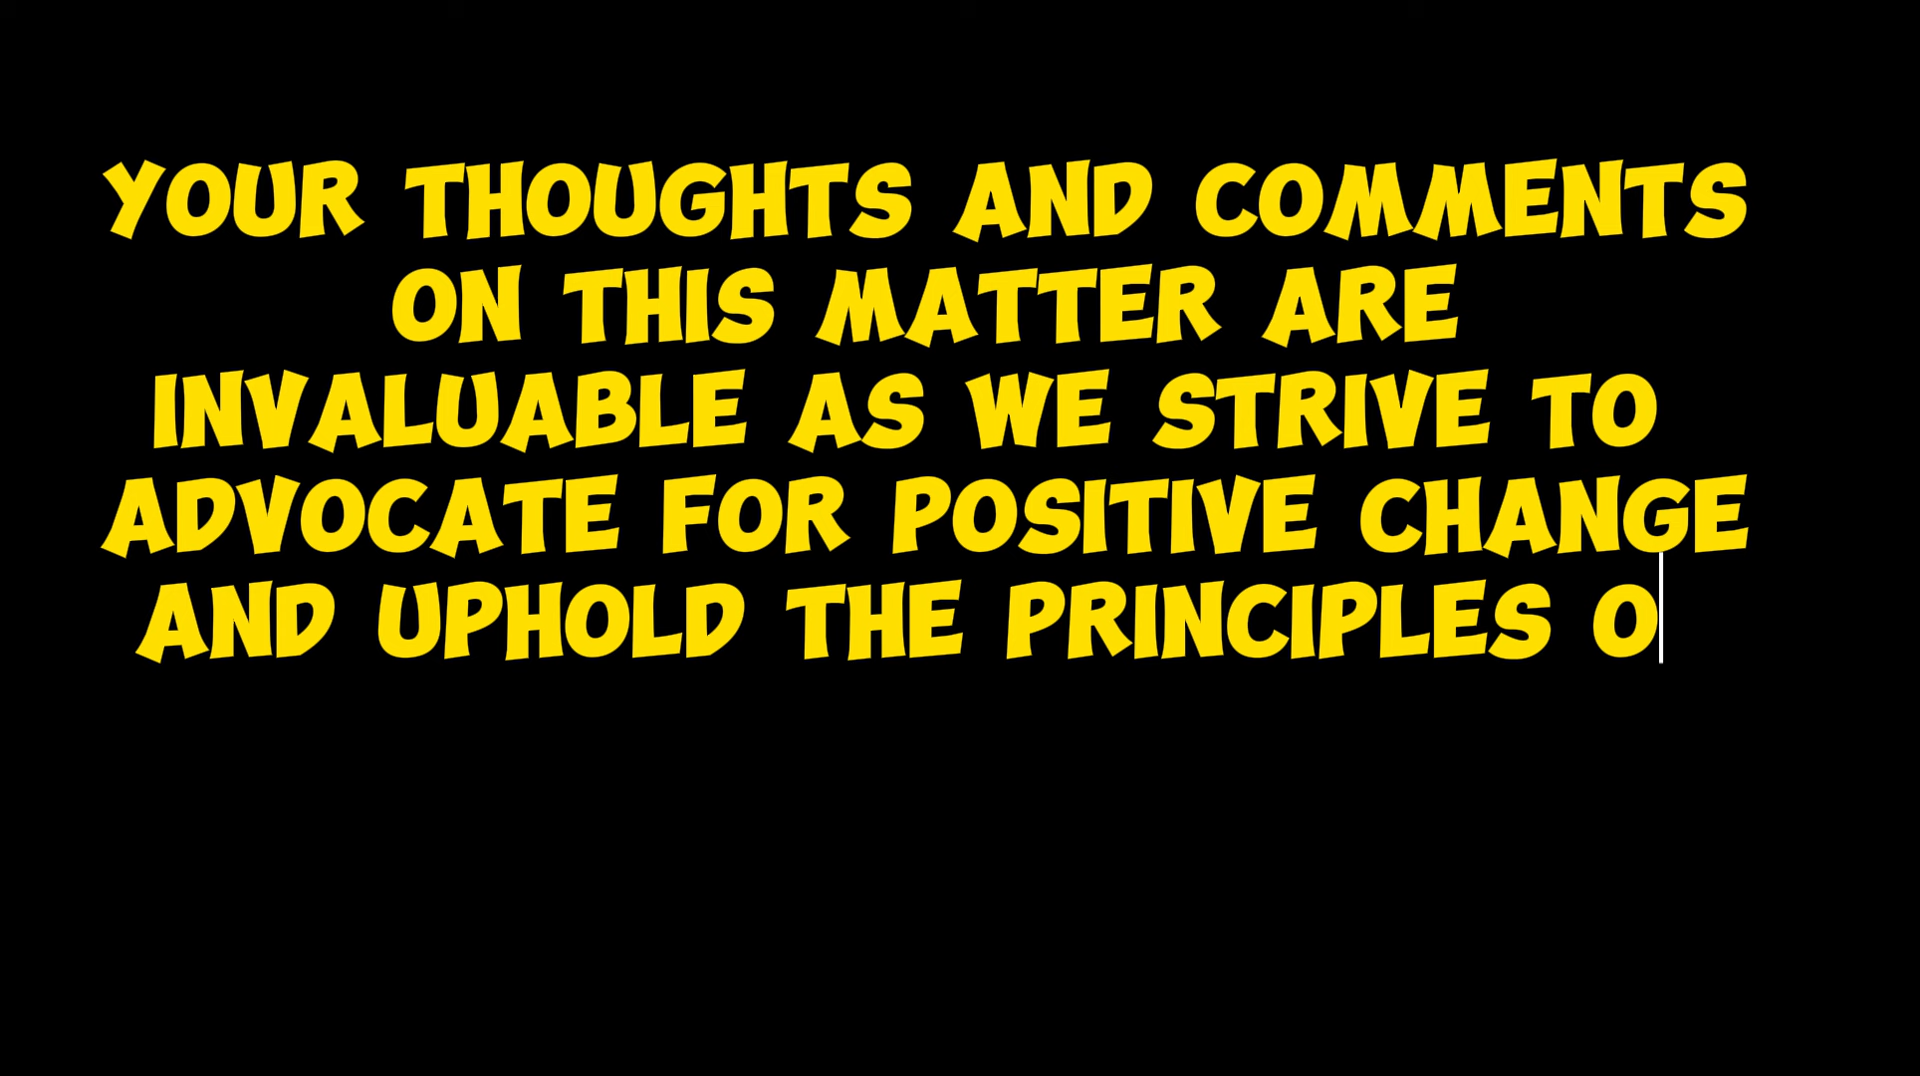 YOUR THOUGHTS AND COMMENTS
ON THIS MATTER ARE
INVALUABLE AS WE STRIVE TO
ADVOCATE FOR POSITIVE CHANGE
AND UPHOLD THE PRINCIPLES O